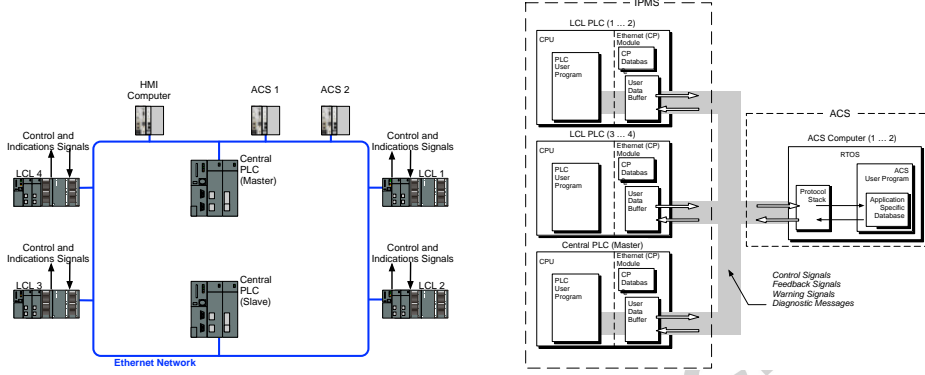 HMI
Computer
ACS 1
ACS 2
Control and
Indications Signals
LCL 4
Central
PLC
(Master)
Control and
Indications Signals
LCL 1
Control and
Indications Signals
LCL 3
Central
PLC
(Slave)
Control and
Indications Signals
LCL 2
Ethernet Network
IPMS
LCL PLC (1 … 2)
CPU
Ethernet (CP)
Module
PLC
User
Program
CP
Databas
User
Data
Buffer
LCL PLC (3 … 4)
CPU
Ethernet (CP)
Module
PLC
User
Program
CP
Databas
User
Data
Buffer
Central PLC (Master)
CPU
Ethernet (CP)
Module
PLC
User
Program
CP
Databas
User
Data
Buffer
ACS
ACS Computer (1 … 2)
RTOS
ACS
User Program
Protocol
Stack
Application
Specific
Database
Control Signals
Feedback Signals
Warning Signals
Diagnostic Messages